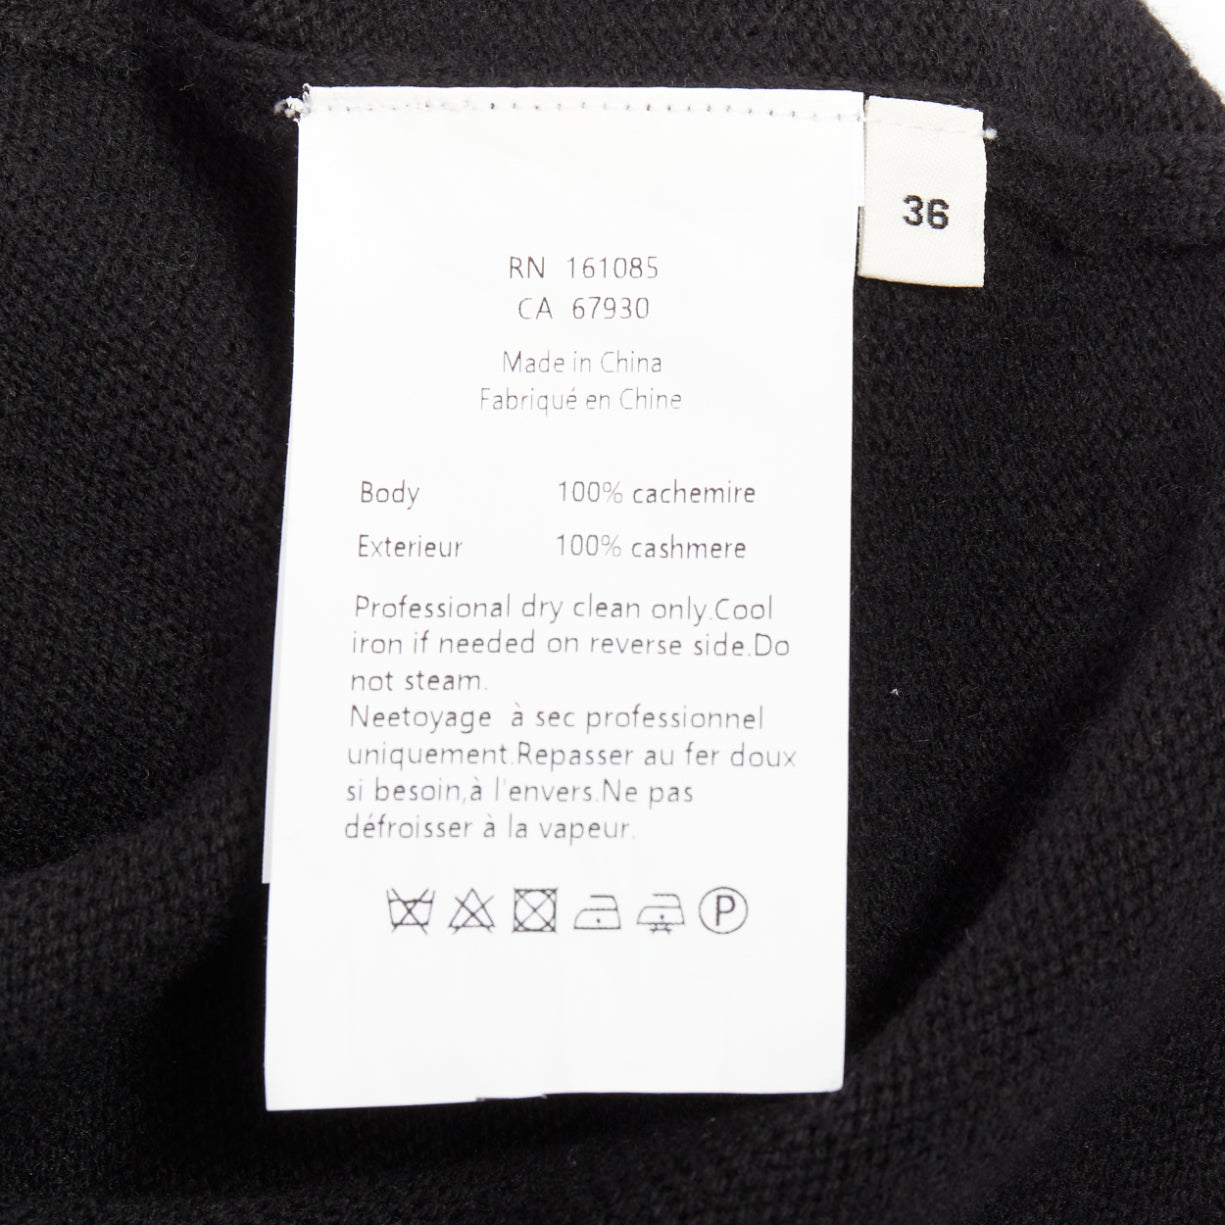 36
RN 161085
CA 67930
Made in China
Fabriqué en Chine
Body 100% cachemire
Exterieur 100% cashmere
Professional dry clean only.Cool
iron if needed on reverse side.Do
not steam.
Neetoyage à sec professionnel
uniquement.Repasser au fer doux
si besoin,à l'envers.Ne pas
défroisser à la vapeur.
P